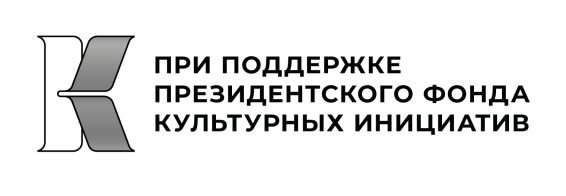 ПРИ ПОДДЕРЖКЕ
ПРЕЗИДЕНТСКОГО ФОНДА
КУЛЬТУРНЫХ ИНИЦИАТИВ